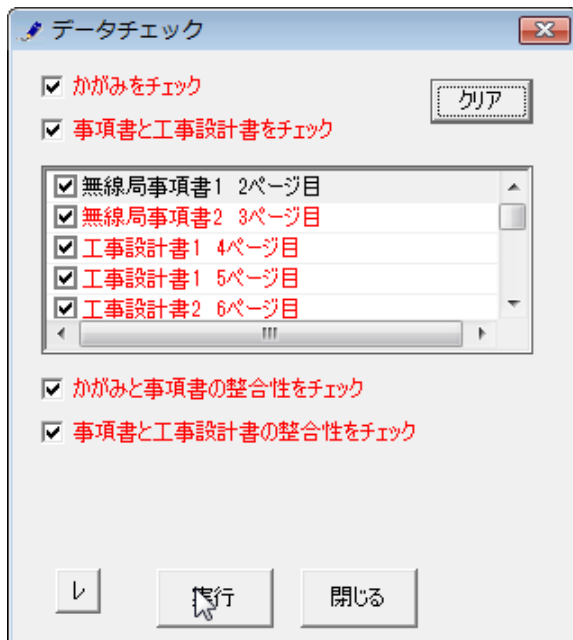 データチェック
かがみをチェック
クリア
事項書と工事設計書をチェック
無線局事項書1 2ページ目
無線局事項書2 3ページ目
工事設計書1 4ページ目
工事設計書1 5ページ目
工事設計書2 6ページ目
かがみと事項書の整合性をチェック
事項書と工事設計書の整合性をチェック
レ
実行
閉じる